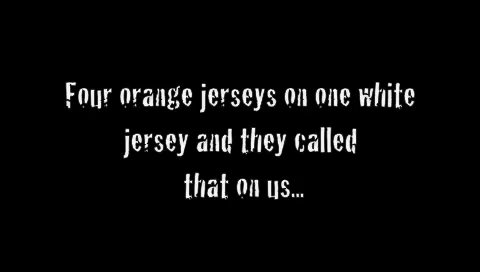 Four orange jerseys on one white
jersey and they called
that on us...